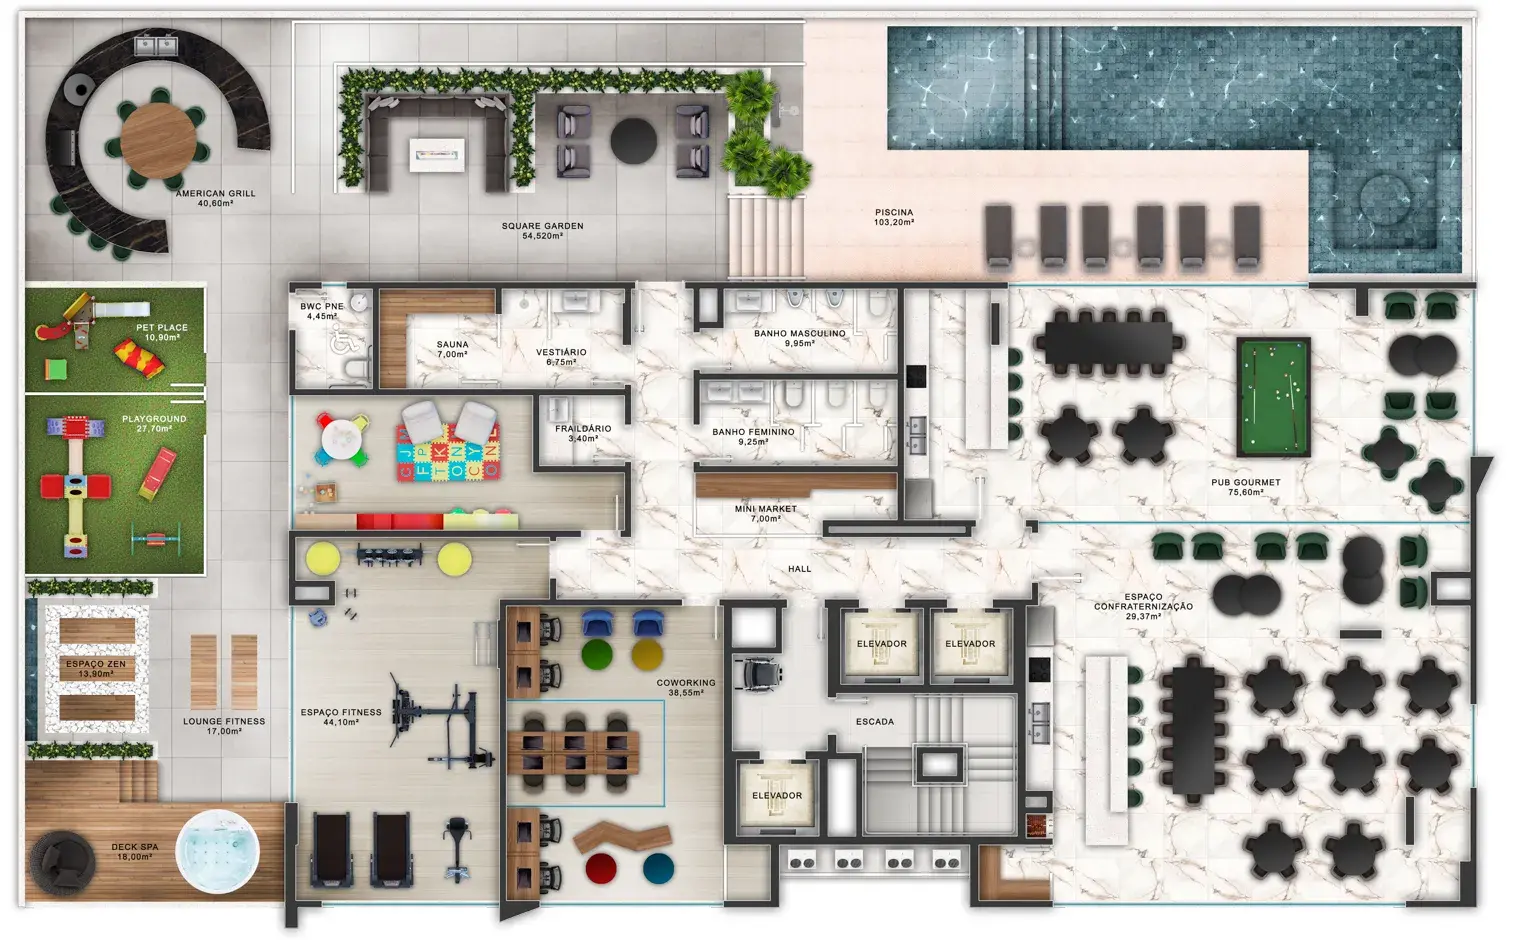 AMERICAN GRILL
40,60m²
SQUARE GARDEN
54,520m²
PISCINA
103,20m²
PET PLACE
10,90m²
BWC PNE
4,45m²
SAUNA
7,00m²
VESTIÁRIO
6,75m²
BANHO MASCULINO
9,95m²
PLAYGROUND
27,70m²
FRAILDÁRIO
3,40m²
BANHO FEMININO
9,25m²
PUB GOURMET
75,60m²
MINI MARKET
7,00m²
HALL
ESPAÇO
CONFRATERNIZAÇÃO
29,37m²
ELEVADOR
ELEVADOR
ESPAÇO ZEN
13,90m²
COWORKING
38,55m²
LOUNGE FITNESS
17,00m²
ESPAÇO FITNESS
44,10m²
ESCADA
ELEVADOR
DECK SPA
18,00m²